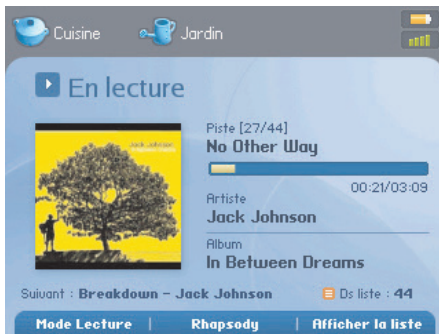 Cuisine Jardin
En lecture
Piste [27/44]
No Other Way
00:21/03:09
Artiste
Jack Johnson
Album
In Between Dreams
Suivant : Breakdown - Jack Johnson Ds liste : 44
Mode Lecture | Rhapsody | Afficher la liste